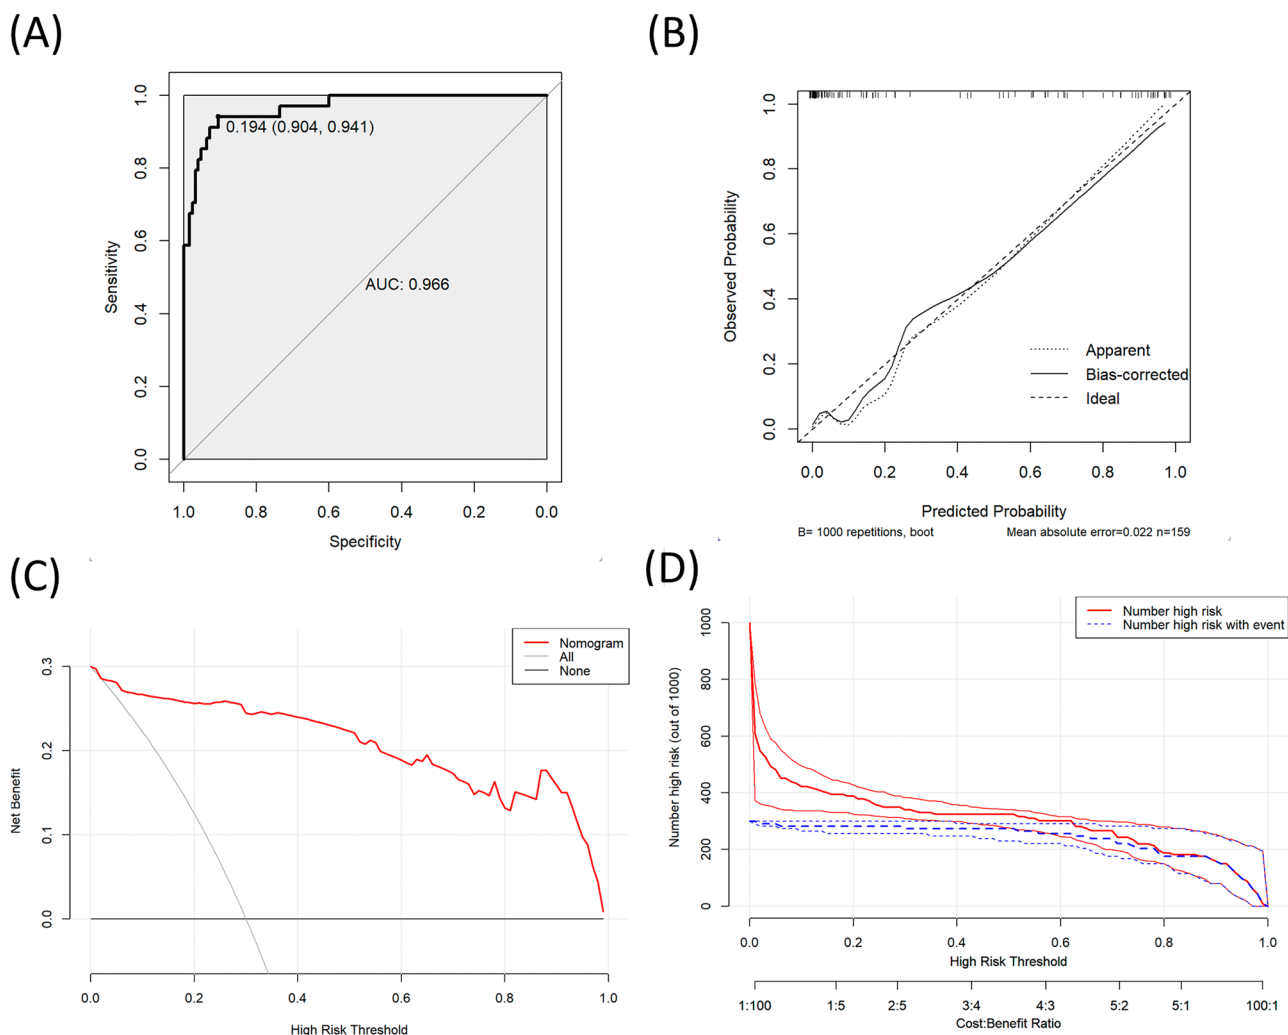 (A)
1.0
0.8
0.6
0.4
0.2
0.0
Sensitivity
0.194 (0.904, 0.941)
AUC: 0.966
1.0
0.8
0.6
0.4
0.2
0.0
Specificity
(B)
1.0
0.8
0.6
0.4
0.2
0.0
Observed Probability
Apparent
Bias-corrected
Ideal
0.0
0.2
0.4
0.6
0.8
1.0
Predicted Probability
B= 1000 repetitions, boot
Mean absolute error=0.022 n=159
(C)
0.3
0.2
0.1
0.0
Net Benefit
Nomogram
All
None
0.0
0.2
0.4
0.6
0.8
1.0
High Risk Threshold
(D)
1000
800
600
400
200
0
Number high risk (out of 1000)
Number high risk
Number high risk with event
0.0
0.2
0.4
0.6
0.8
1.0
High Risk Threshold
1:100
1:5
2:5
3:4
4:3
5:2
5:1
100:1
Cost:Benefit Ratio